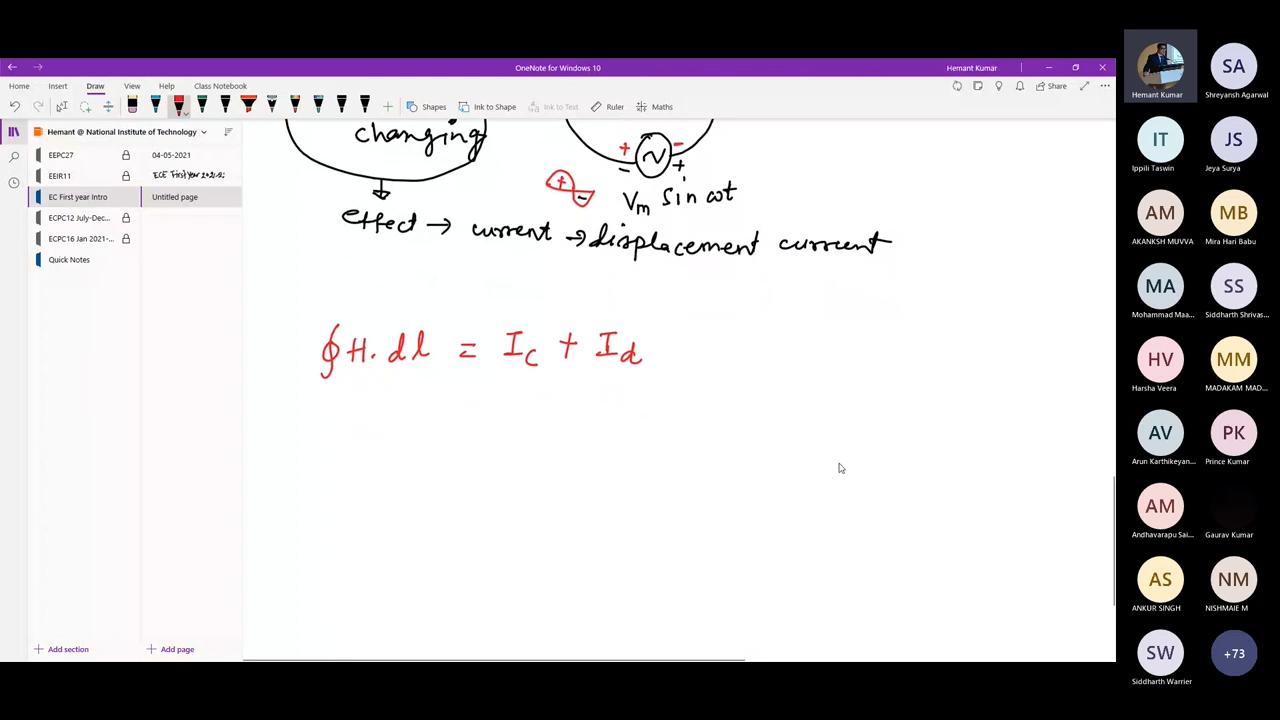 OneNote for Windows 10
Hemant Kumar
Home Insert Draw View Help Class Notebook
Shapes Ink to Shape Ink to Text Ruler Maths
Share
Hemant @ National Institute of Technology
EEPC27
EEIR11
EC First year Intro
ECPC12 July-Dec...
ECPC16 Jan 2021-...
Quick Notes
04-05-2021
ECE First Year 2021-22
Untitled page
Add section
Add page
changing
+ -
- +
+ -
Vm Sin ωt
effect → current → displacement current
∮ H. dl = Ic + Id
Hemant Kumar
SA
Shreyansh Agarwal
IT
Ippili Taswin
JS
Jeya Surya
AM
AKANKSH MUVVA
MB
Mira Hari Babu
MA
Mohammad Maa...
SS
Siddharth Shrivas...
HV
Harsha Veera
MM
MADAKAM MAD...
AV
Arun Karthikeyan...
PK
Prince Kumar
AM
Andhavarapu Sai...
Gaurav Kumar
AS
ANKUR SINGH
NM
NISHMAIE M
SW
Siddharth Warrier
+73